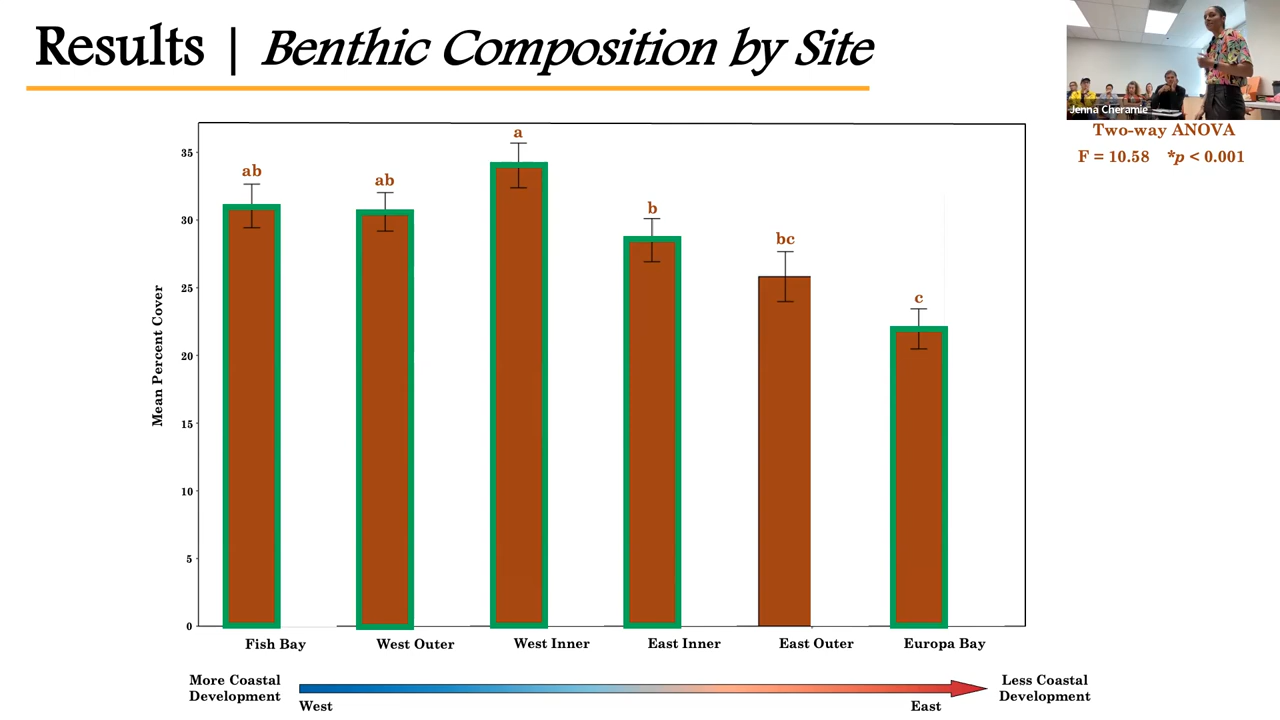 Results | Benthic Composition by Site
Jenna Cheramie
Two-way ANOVA
F = 10.58 *p < 0.001
Mean Percent Cover
35
30
25
20
15
10
5
0
ab
ab
a
b
bc
c
Fish Bay
West Outer
West Inner
East Inner
East Outer
Europa Bay
More Coastal
Development
West
East
Less Coastal
Development